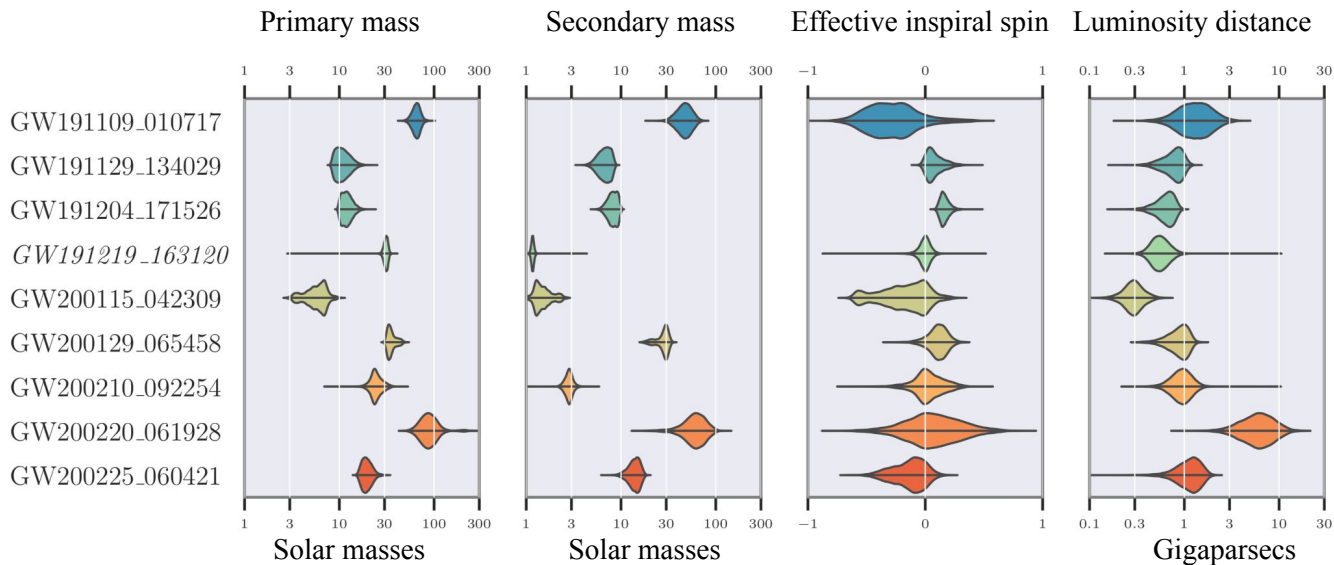 Primary mass Secondary mass Effective inspiral spin Luminosity distance
1 3 10 30 100 300 1 3 10 30 100 300 −1 0 1 0.1 0.3 1 3 10 30
GW191109_010717
GW191129_134029
GW191204_171526
GW191219_163120
GW200115_042309
GW200129_065458
GW200210_092254
GW200220_061928
GW200225_060421
1 3 10 30 100 300 1 3 10 30 100 300 −1 0 1 0.1 0.3 1 3 10 30
Solar masses Solar masses Gigaparsecs